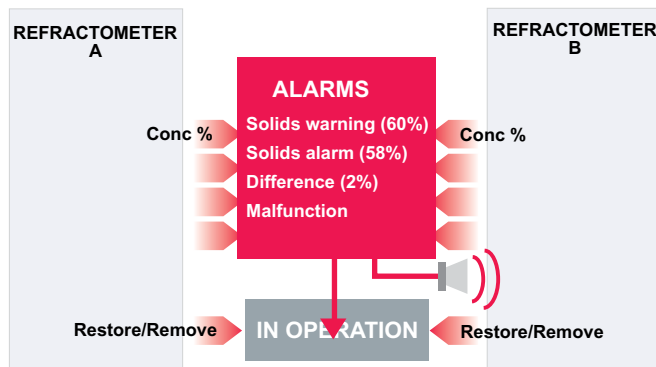 REFRACTOMETER
A
REFRACTOMETER
B
ALARMS
Solids warning (60%)
Solids alarm (58%)
Difference (2%)
Malfunction
Conc %
Conc %
Restore/Remove
IN OPERATION
Restore/Remove